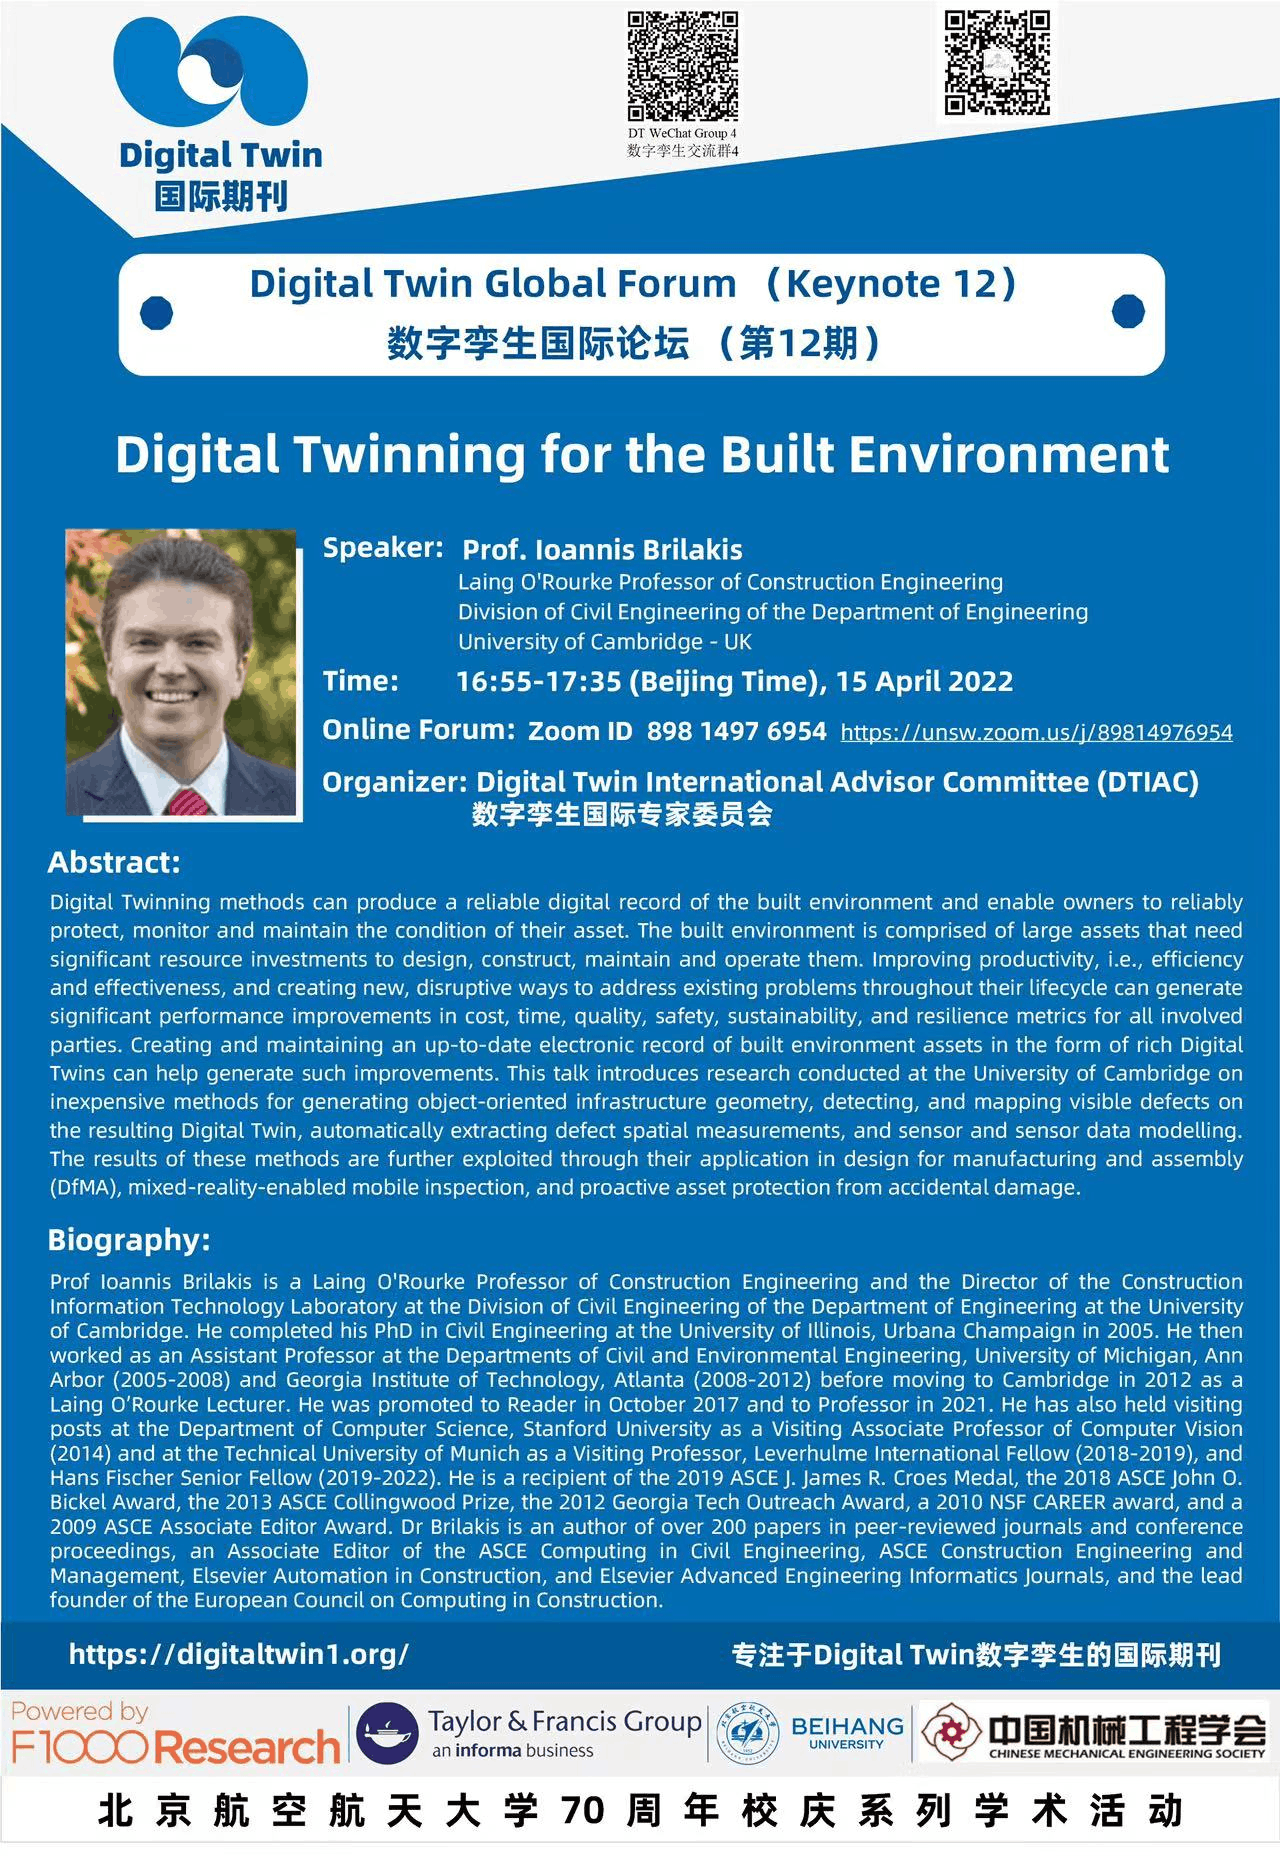 Digital Twin
国际期刊
DT WeChat Group 4
数字孪生交流群4
Digital Twin Global Forum （Keynote 12）
数字孪生国际论坛 （第12期）
Digital Twinning for the Built Environment
Speaker: Prof. Ioannis Brilakis
Laing O'Rourke Professor of Construction Engineering
Division of Civil Engineering of the Department of Engineering
University of Cambridge - UK
Time: 16:55-17:35 (Beijing Time), 15 April 2022
Online Forum: Zoom ID 898 1497 6954 https://unsw.zoom.us/j/89814976954
Organizer: Digital Twin International Advisor Committee (DTIAC)
数字孪生国际专家委员会
Abstract:
Digital Twinning methods can produce a reliable digital record of the built environment and enable owners to reliably
protect, monitor and maintain the condition of their asset. The built environment is comprised of large assets that need
significant resource investments to design, construct, maintain and operate them. Improving productivity, i.e., efficiency
and effectiveness, and creating new, disruptive ways to address existing problems throughout their lifecycle can generate
significant performance improvements in cost, time, quality, safety, sustainability, and resilience metrics for all involved
parties. Creating and maintaining an up-to-date electronic record of built environment assets in the form of rich Digital
Twins can help generate such improvements. This talk introduces research conducted at the University of Cambridge on
inexpensive methods for generating object-oriented infrastructure geometry, detecting, and mapping visible defects on
the resulting Digital Twin, automatically extracting defect spatial measurements, and sensor and sensor data modelling.
The results of these methods are further exploited through their application in design for manufacturing and assembly
(DfMA), mixed-reality-enabled mobile inspection, and proactive asset protection from accidental damage.
Biography:
Prof Ioannis Brilakis is a Laing O'Rourke Professor of Construction Engineering and the Director of the Construction
Information Technology Laboratory at the Division of Civil Engineering of the Department of Engineering at the University
of Cambridge. He completed his PhD in Civil Engineering at the University of Illinois, Urbana Champaign in 2005. He then
worked as an Assistant Professor at the Departments of Civil and Environmental Engineering, University of Michigan, Ann
Arbor (2005-2008) and Georgia Institute of Technology, Atlanta (2008-2012) before moving to Cambridge in 2012 as a
Laing O’Rourke Lecturer. He was promoted to Reader in October 2017 and to Professor in 2021. He has also held visiting
posts at the Department of Computer Science, Stanford University as a Visiting Associate Professor of Computer Vision
(2014) and at the Technical University of Munich as a Visiting Professor, Leverhulme International Fellow (2018-2019), and
Hans Fischer Senior Fellow (2019-2022). He is a recipient of the 2019 ASCE J. James R. Croes Medal, the 2018 ASCE John O.
Bickel Award, the 2013 ASCE Collingwood Prize, the 2012 Georgia Tech Outreach Award, a 2010 NSF CAREER award, and a
2009 ASCE Associate Editor Award. Dr Brilakis is an author of over 200 papers in peer-reviewed journals and conference
proceedings, an Associate Editor of the ASCE Computing in Civil Engineering, ASCE Construction Engineering and
Management, Elsevier Automation in Construction, and Elsevier Advanced Engineering Informatics Journals, and the lead
founder of the European Council on Computing in Construction.
https://digitaltwin1.org/
专注于Digital Twin数字孪生的国际期刊
Powered by
F1000Research
Taylor & Francis Group
an informa business
BEIHANG
UNIVERSITY
中国机械工程学会
CHINESE MECHANICAL ENGINEERING SOCIETY
北京航空航天大学70周年校庆系列学术活动